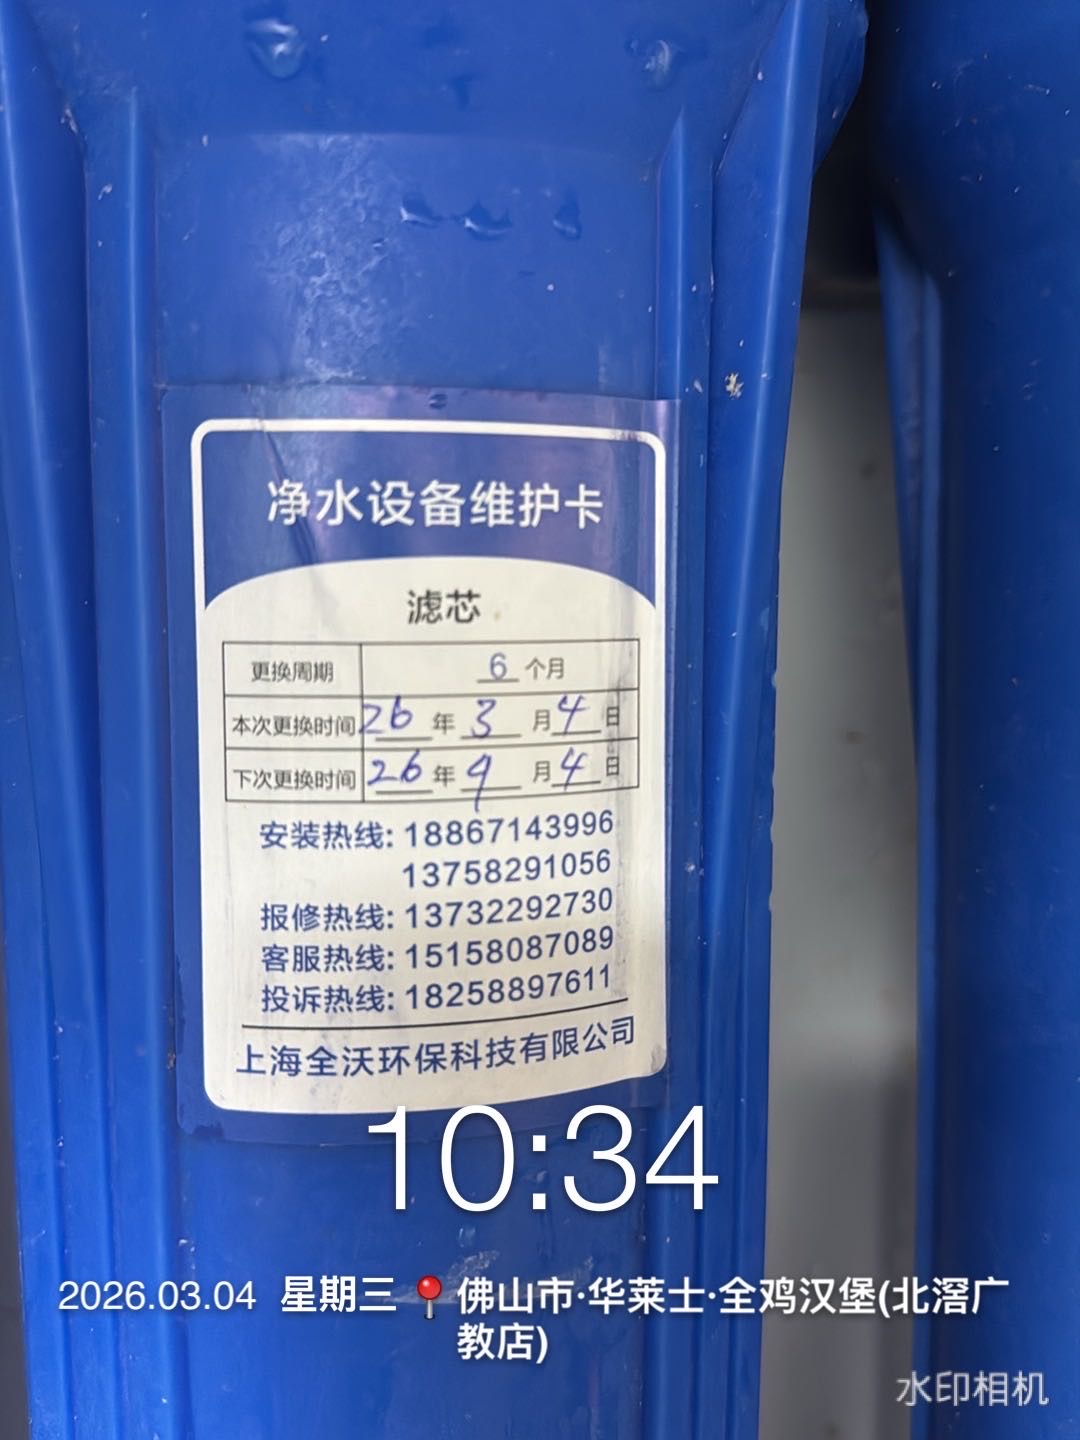 净水设备维护卡
滤芯
更换周期 6 个月
本次更换时间 26 年 3 月 4 日
下次更换时间 26 年 9 月 4 日
安装热线: 18867143996
13758291056
报修热线: 13732292730
客服热线: 15158087089
投诉热线: 18258897611
上海全沃环保科技有限公司
10:34
2026.03.04 星期三 佛山市·华莱士·全鸡汉堡(北滘广
教店)
水印相机